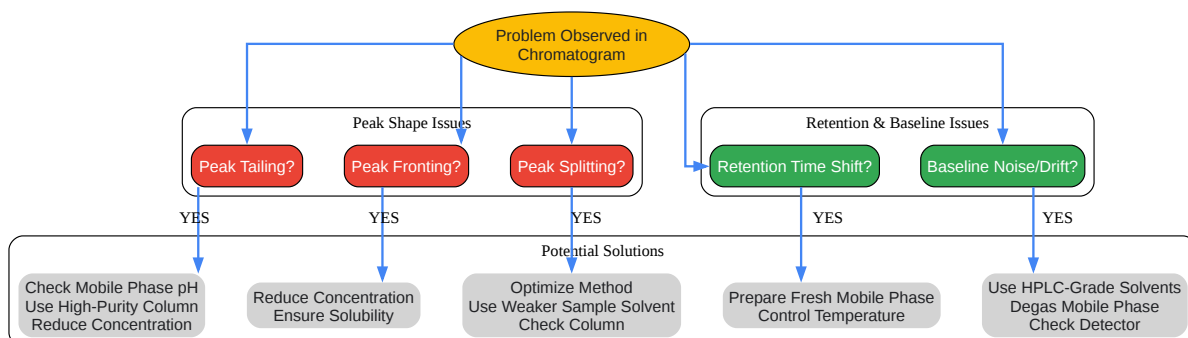 Problem Observed in
Chromatogram
Peak Shape Issues
Retention & Baseline Issues
Peak Tailing?
Peak Fronting?
Peak Splitting?
Retention Time Shift?
Baseline Noise/Drift?
YES
YES
YES
YES
YES
Potential Solutions
Check Mobile Phase pH
Use High-Purity Column
Reduce Concentration
Reduce Concentration
Ensure Solubility
Optimize Method
Use Weaker Sample Solvent
Check Column
Prepare Fresh Mobile Phase
Control Temperature
Use HPLC-Grade Solvents
Degas Mobile Phase
Check Detector